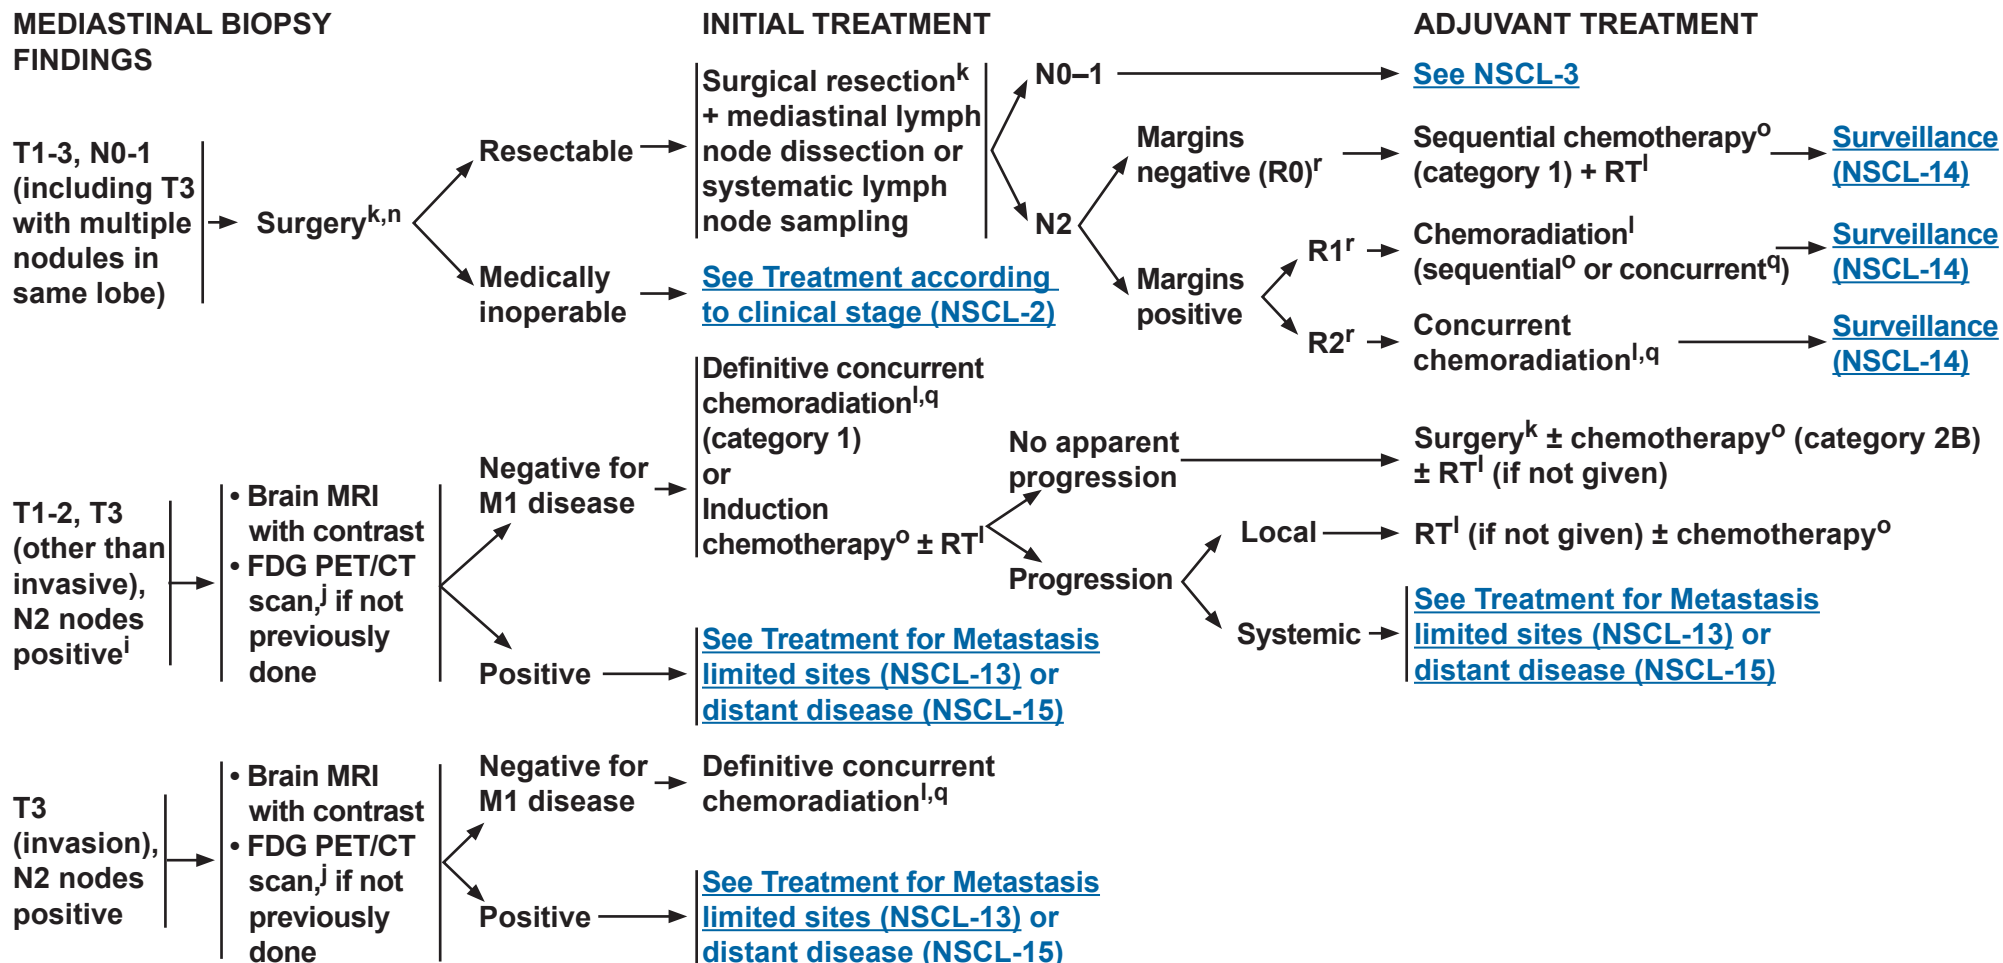 MEDIASTINAL BIOPSY
FINDINGS
INITIAL TREATMENT
ADJUVANT TREATMENT
T1-3, N0-1
(including T3
with multiple
nodules in
same lobe)
Surgeryk,n
Resectable
Medically
inoperable
Surgical resectionk
+ mediastinal lymph
node dissection or
systematic lymph
node sampling
See Treatment according
to clinical stage (NSCL-2)
N0–1
See NSCL-3
N2
Margins
negative (R0)r
Sequential chemotherapyo
(category 1) + RTl
Surveillance
(NSCL-14)
Margins
positive
R1r
Chemoradiationl
(sequentialo or concurrentq)
Surveillance
(NSCL-14)
R2r
Concurrent
chemoradiationl,q
Surveillance
(NSCL-14)
T1-2, T3
(other than
invasive),
N2 nodes
positivei
• Brain MRI
with contrast
• FDG PET/CT
scan,j if not
previously
done
Negative for
M1 disease
Definitive concurrent
chemoradiationl,q
(category 1)
or
Induction
chemotherapyo ± RTl
No apparent
progression
Surgeryk ± chemotherapyo (category 2B)
± RTl (if not given)
Progression
Local
RTl (if not given) ± chemotherapyo
Systemic
See Treatment for Metastasis
limited sites (NSCL-13) or
distant disease (NSCL-15)
Positive
See Treatment for Metastasis
limited sites (NSCL-13) or
distant disease (NSCL-15)
T3
(invasion),
N2 nodes
positive
• Brain MRI
with contrast
• FDG PET/CT
scan,j if not
previously
done
Negative for
M1 disease
Definitive concurrent
chemoradiationl,q
Positive
See Treatment for Metastasis
limited sites (NSCL-13) or
distant disease (NSCL-15)